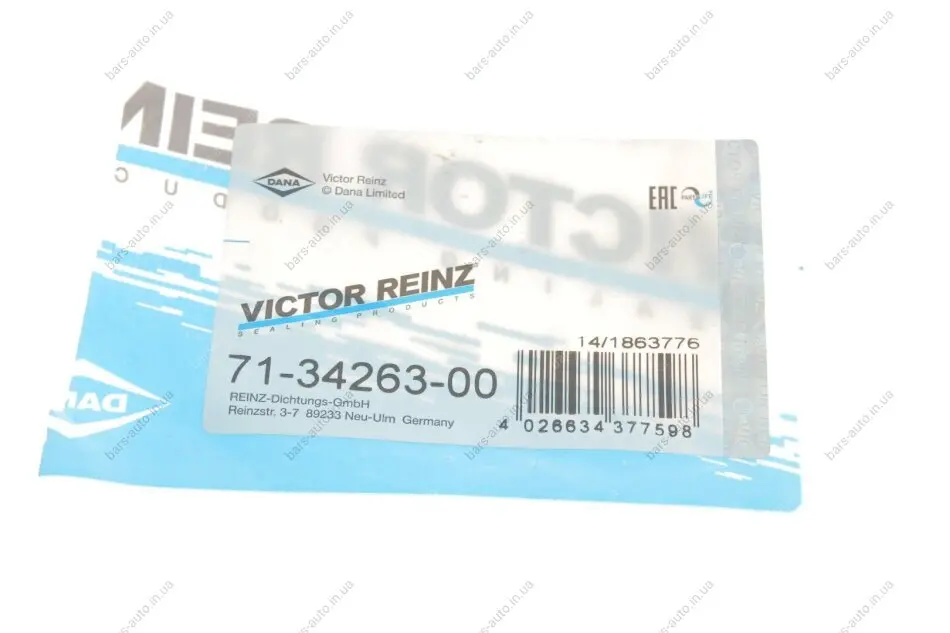 DANA
Victor Reinz
© Dana Limited
EAC
VICTOR REINZ
SEALING PRODUCTS
14/1863776
71-34263-00
REINZ-Dichtungs-GmbH
Reinzstr. 3-7 89233 Neu-Ulm Germany
4 026634 377598
DANA
bars-auto.in.ua